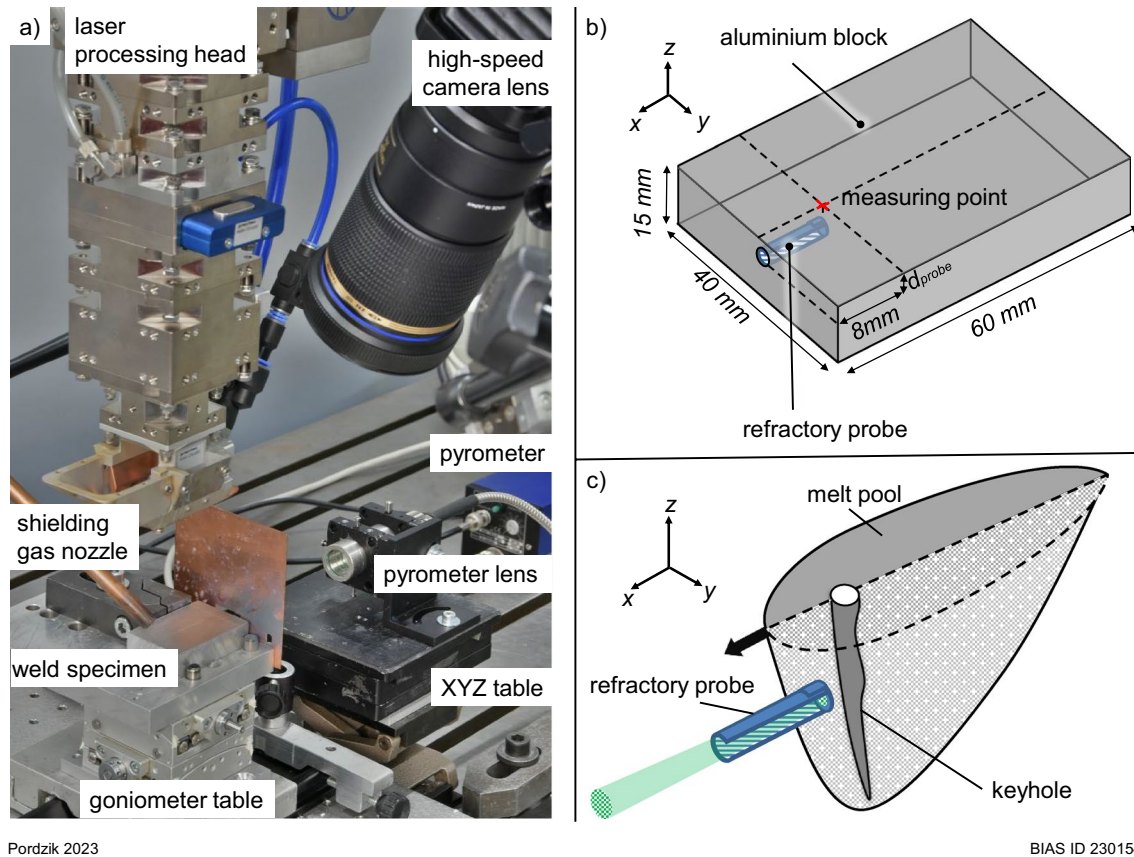 a)
laser
processing head
high-speed
camera lens
pyrometer
shielding
gas nozzle
pyrometer lens
weld specimen
XYZ table
goniometer table
b)
aluminium block
z
x
y
measuring point
15 mm
40 mm
8mm
d probe
60 mm
refractory probe
c)
melt pool
z
x
y
refractory probe
keyhole
Pordzik 2023
BIAS ID 23015